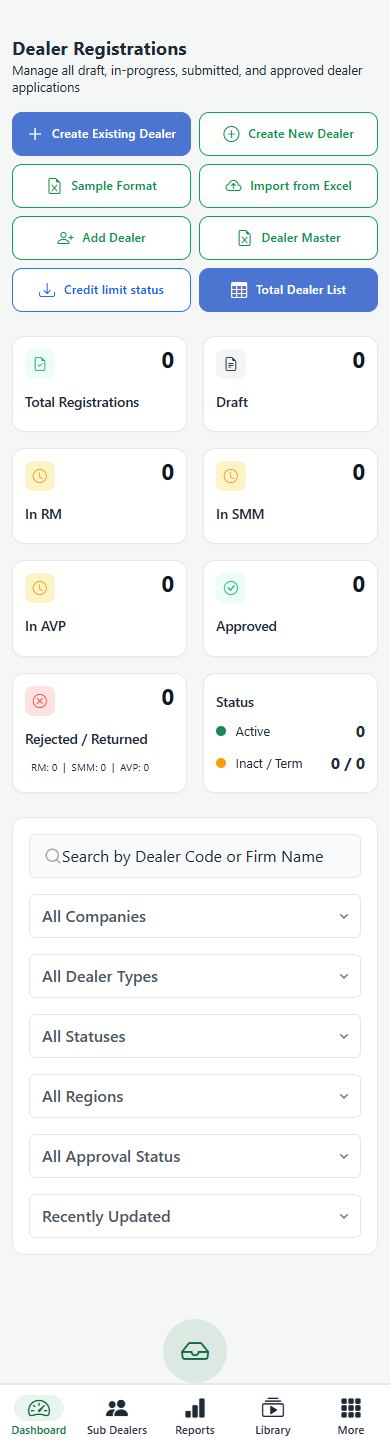 Dealer Registrations
Manage all draft, in-progress, submitted, and approved dealer
applications
Create Existing Dealer
Create New Dealer
Sample Format
Import from Excel
Add Dealer
Dealer Master
Credit limit status
Total Dealer List
0
Total Registrations
0
Draft
0
In RM
0
In SMM
0
In AVP
0
Approved
0
Rejected / Returned
RM: 0 | SMM: 0 | AVP: 0
Status
Active 0
Inact / Term 0 / 0
Search by Dealer Code or Firm Name
All Companies
All Dealer Types
All Statuses
All Regions
All Approval Status
Recently Updated
Dashboard
Sub Dealers
Reports
Library
More